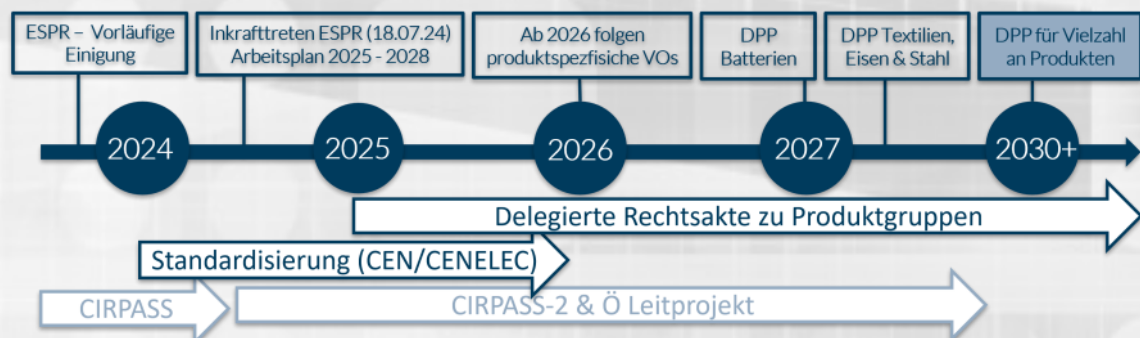 ESPR – Vorläufige
Einigung
Inkrafttreten ESPR (18.07.24)
Arbeitsplan 2025 - 2028
Ab 2026 folgen
produktspezfisiche VOs
DPP
Batterien
DPP Textilien,
Eisen & Stahl
DPP für Vielzahl
an Produkten
2024
2025
2026
2027
2030+
Delegierte Rechtsakte zu Produktgruppen
Standardisierung (CEN/CENELEC)
CIRPASS
CIRPASS-2 & Ö Leitprojekt